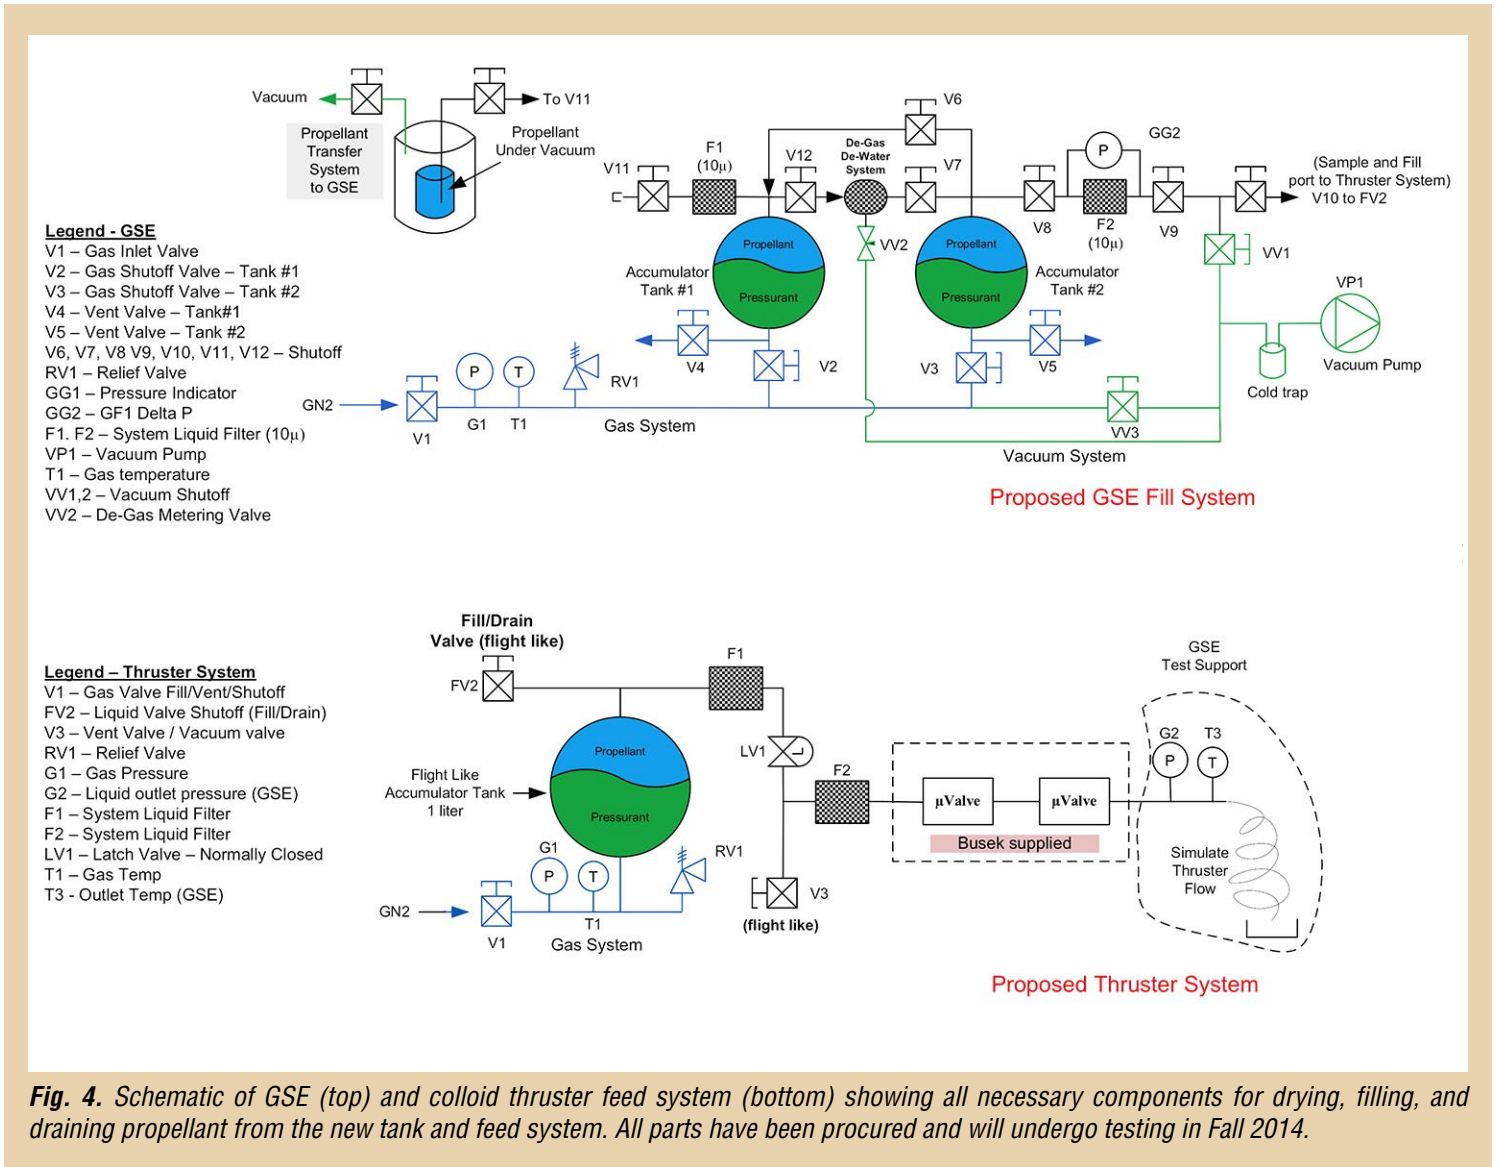 Vacuum
To V11
Propellant
Transfer
System
to GSE
Propellant
Under Vacuum
V11
F1
(10μ)
V12
De-Gas
De-Water
System
V6
V7
GG2
P
(Sample and Fill
port to Thruster System)
V10 to FV2
V8
F2
(10μ)
V9
VV2
VV1
Propellant
Pressurant
Accumulator
Tank #1
Propellant
Pressurant
Accumulator
Tank #2
VP1
Vacuum Pump
Cold trap
V4
V2
V3
V5
GN2
V1
P
G1
T
T1
RV1
Gas System
VV3
Vacuum System
Proposed GSE Fill System
Legend - GSE
V1 – Gas Inlet Valve
V2 – Gas Shutoff Valve – Tank #1
V3 – Gas Shutoff Valve – Tank #2
V4 – Vent Valve – Tank#1
V5 – Vent Valve – Tank #2
V6, V7, V8 V9, V10, V11, V12 – Shutoff
RV1 – Relief Valve
GG1 – Pressure Indicator
GG2 – GF1 Delta P
F1. F2 – System Liquid Filter (10μ)
VP1 – Vacuum Pump
T1 – Gas temperature
VV1,2 – Vacuum Shutoff
VV2 – De-Gas Metering Valve
Fill/Drain
Valve (flight like)
FV2
F1
GSE
Test Support
Legend – Thruster System
V1 – Gas Valve Fill/Vent/Shutoff
FV2 – Liquid Valve Shutoff (Fill/Drain)
V3 – Vent Valve / Vacuum valve
RV1 – Relief Valve
G1 – Gas Pressure
G2 – Liquid outlet pressure (GSE)
F1 – System Liquid Filter
F2 – System Liquid Filter
LV1 – Latch Valve – Normally Closed
T1 – Gas Temp
T3 - Outlet Temp (GSE)
Propellant
Pressurant
Flight Like
Accumulator Tank
1 liter
LV1
F2
μValve
μValve
Busek supplied
G2
P
T3
T
Simulate
Thruster
Flow
G1
P
T
T1
RV1
GN2
V1
Gas System
V3
(flight like)
Proposed Thruster System
Fig. 4. Schematic of GSE (top) and colloid thruster feed system (bottom) showing all necessary components for drying, filling, and
draining propellant from the new tank and feed system. All parts have been procured and will undergo testing in Fall 2014.